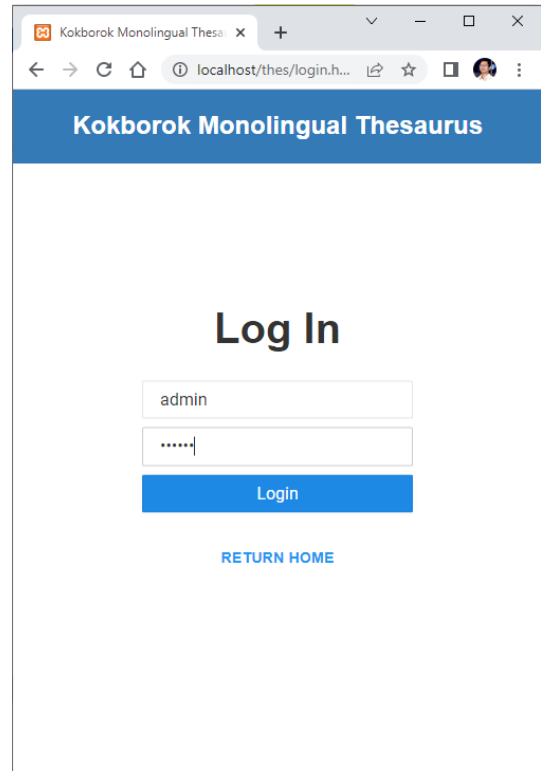 Kokborok Monolingual Thesa
localhost/thes/login.h...
Kokborok Monolingual Thesaurus
Log In
admin
••••••
Login
RETURN HOME